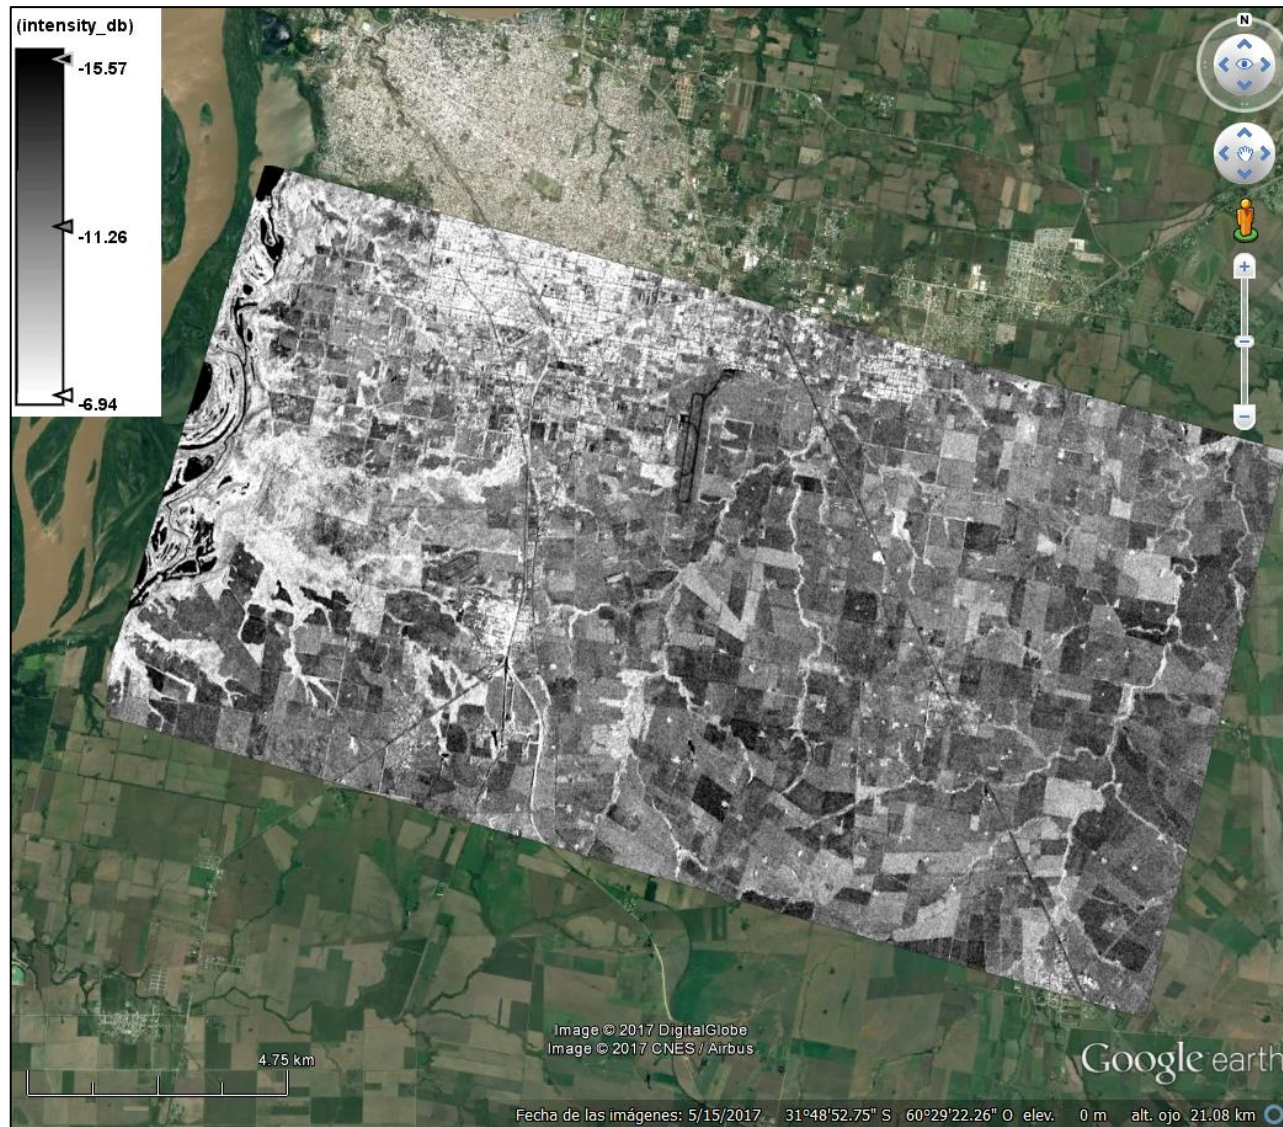 (intensity_db)
-15.57
-11.26
-6.94
N
Image © 2017 DigitalGlobe
Image © 2017 CNES / Airbus
4.75 km
Google earth
Fecha de las imágenes: 5/15/2017 31°48'52.75" S 60°29'22.26" O elev. 0 m alt. ojo 21.08 km